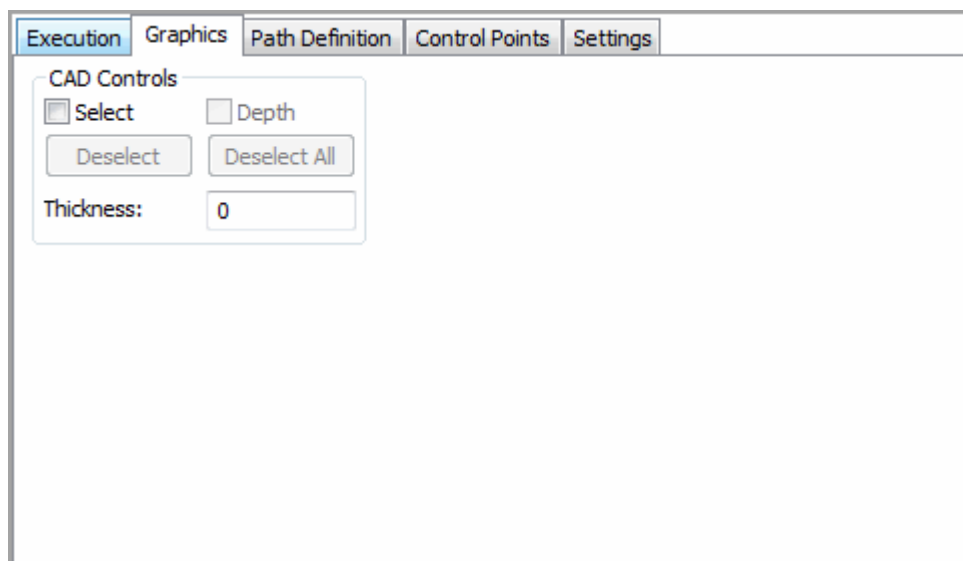 Execution Graphics Path Definition Control Points Settings
CAD Controls
Select Depth
Deselect Deselect All
Thickness: 0